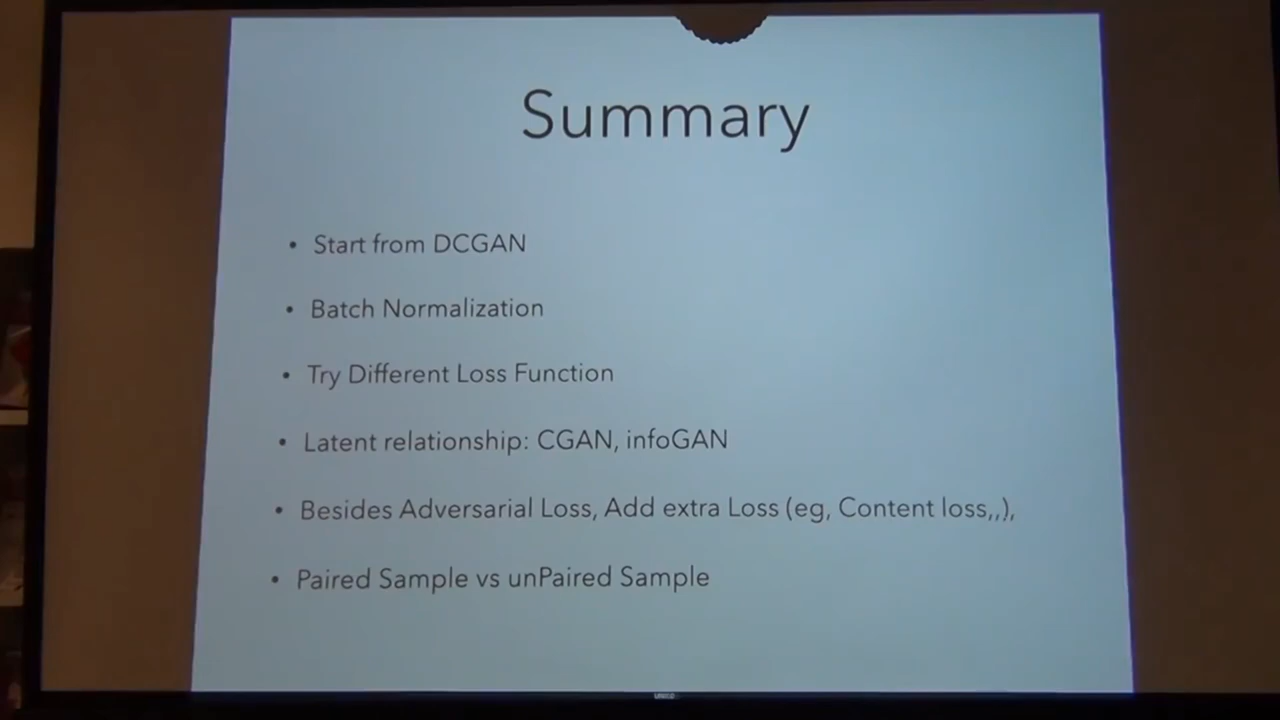 Summary
• Start from DCGAN
• Batch Normalization
• Try Different Loss Function
• Latent relationship: CGAN, infoGAN
• Besides Adversarial Loss, Add extra Loss (eg, Content loss,,),
• Paired Sample vs unPaired Sample